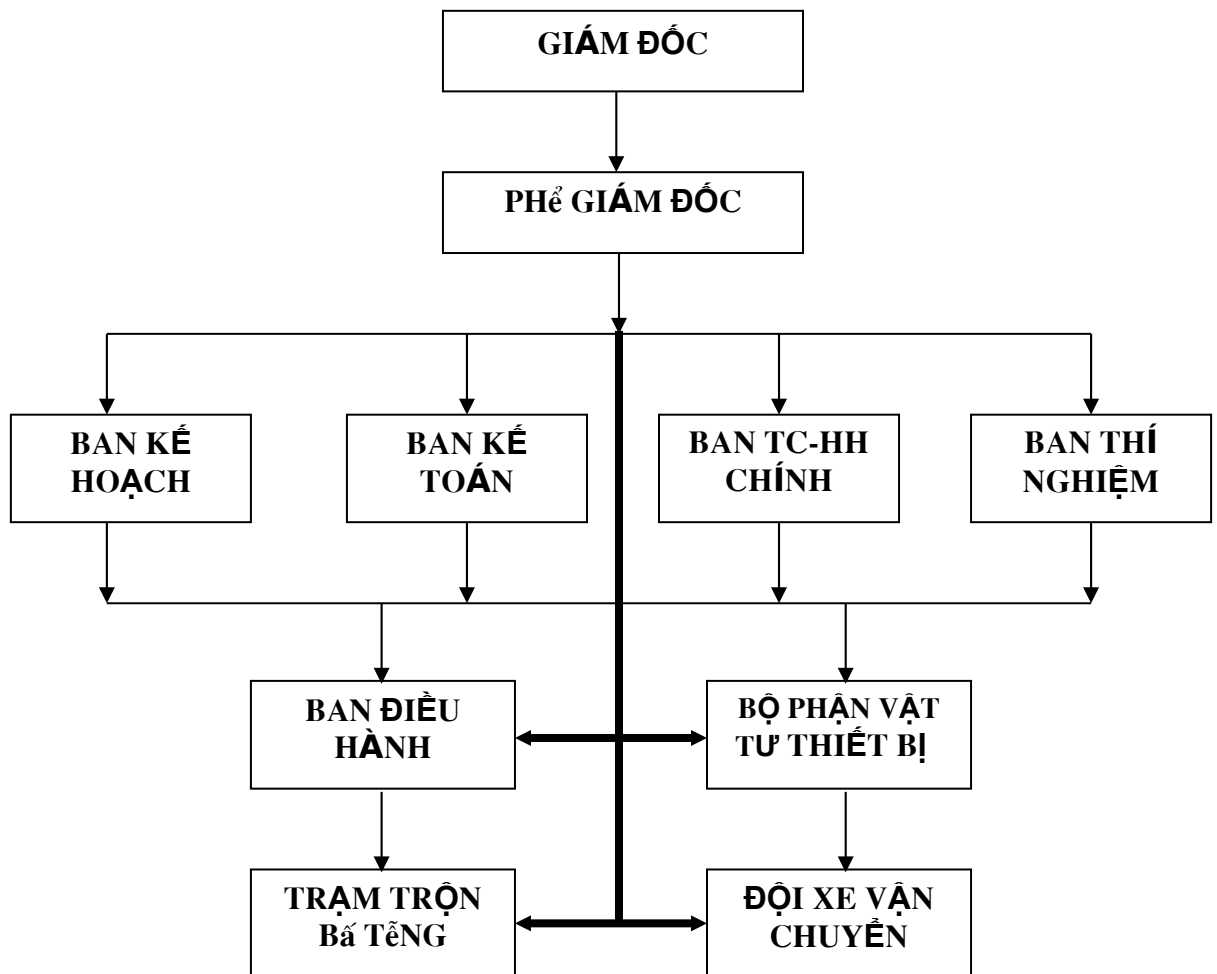 GIÁM ĐỐC
PHể GIÁM ĐỐC
BAN KẾ
HOẠCH
BAN KẾ
TOÁN
BAN TC-HH
CHÍNH
BAN THÍ
NGHIỆM
BAN ĐIỀU
HÀNH
BỘ PHẬN VẬT
TƯ THIẾT BỊ
TRẠM TRỘN
Bấ TễNG
ĐỘI XE VẬN
CHUYỂN